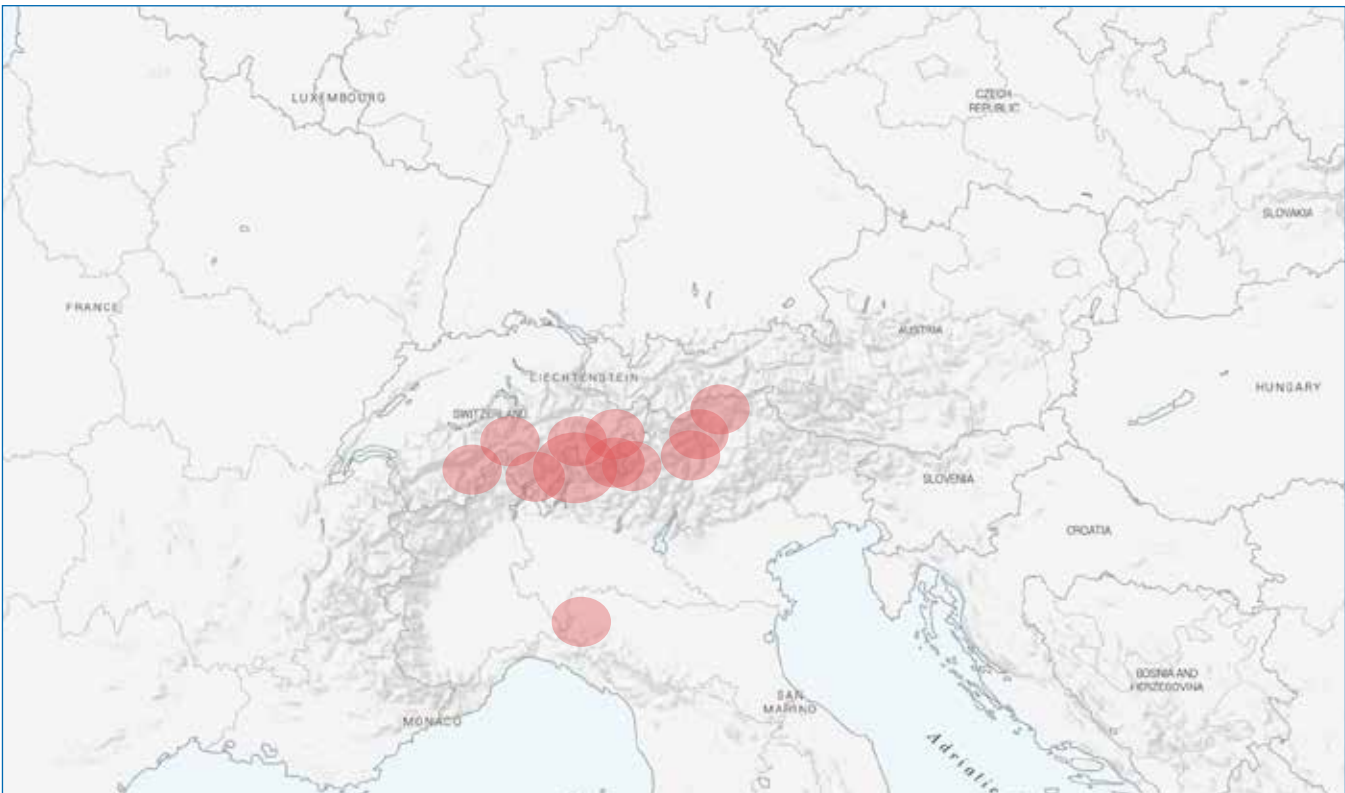 LUXEMBOURG
CZECH
REPUBLIC
SLOVAKIA
FRANCE
AUSTRIA
LIECHTENSTEIN
HUNGARY
SWITZERLAND
SLOVENIA
CROATIA
BOSNIA AND
HERZEGOVINA
SAN
MARINO
MONACO
Adriatic